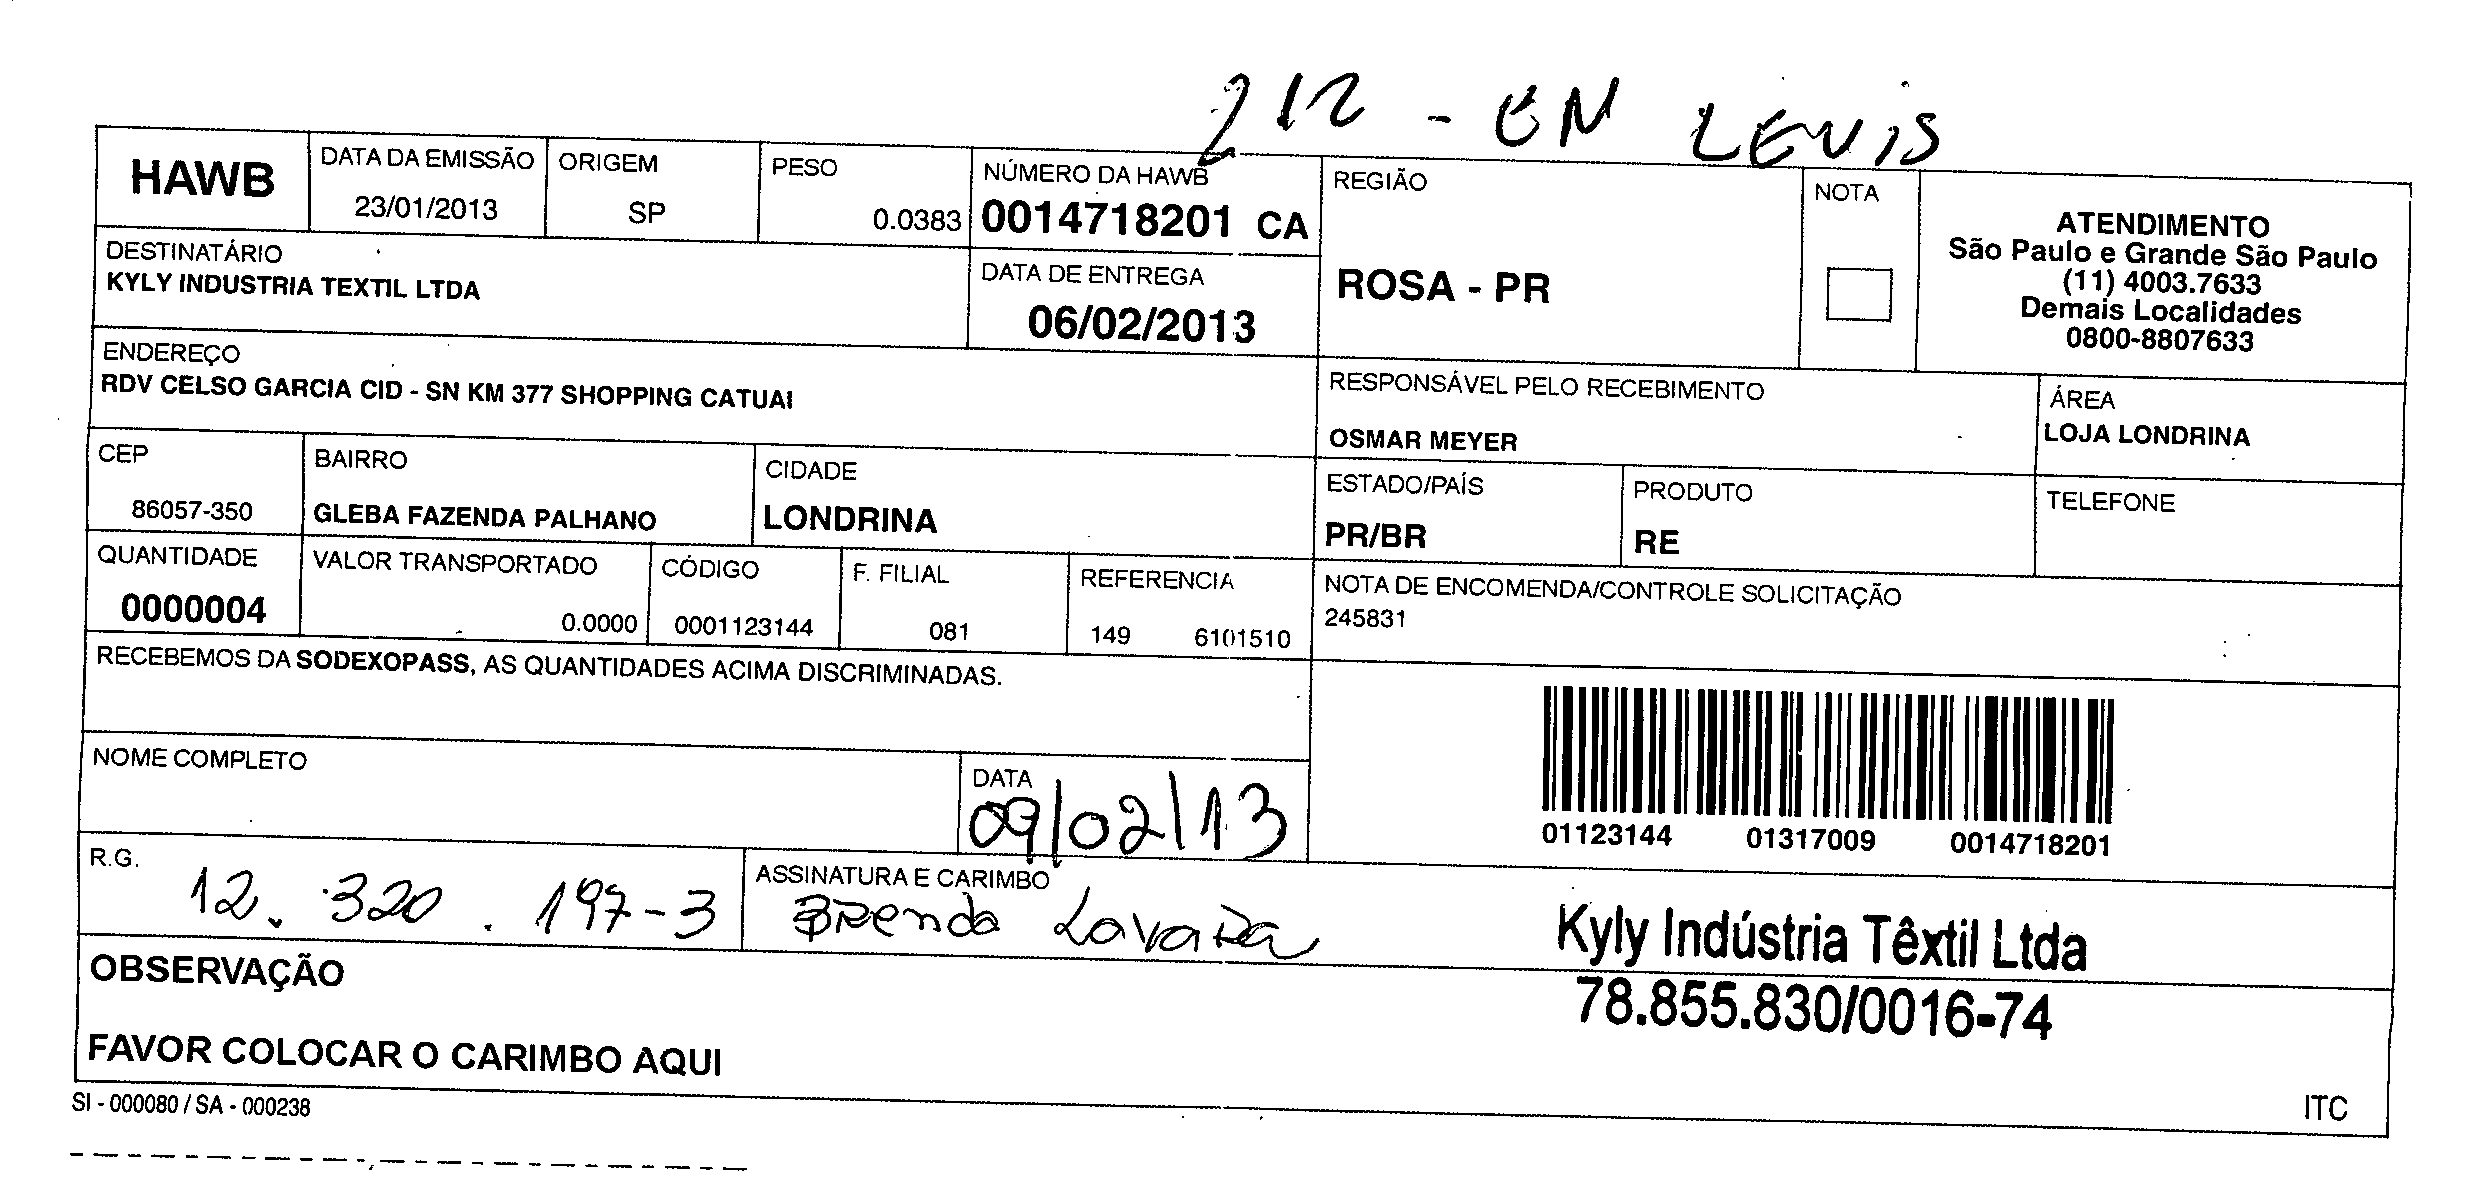 212 - EN LEVIS
HAWB
DATA DA EMISSÃO
23/01/2013
ORIGEM
SP
PESO
0.0383
NÚMERO DA HAWB
0014718201 CA
REGIÃO
ROSA - PR
NOTA
ATENDIMENTO
São Paulo e Grande São Paulo
(11) 4003.7633
Demais Localidades
0800-8807633
DESTINATÁRIO
KYLY INDUSTRIA TEXTIL LTDA
DATA DE ENTREGA
06/02/2013
ENDEREÇO
RDV CELSO GARCIA CID - SN KM 377 SHOPPING CATUAI
RESPONSÁVEL PELO RECEBIMENTO
OSMAR MEYER
ÁREA
LOJA LONDRINA
CEP
86057-350
BAIRRO
GLEBA FAZENDA PALHANO
CIDADE
LONDRINA
ESTADO/PAÍS
PR/BR
PRODUTO
RE
TELEFONE
QUANTIDADE
0000004
VALOR TRANSPORTADO
0.0000
CÓDIGO
0001123144
F. FILIAL
081
REFERENCIA
149 6101510
NOTA DE ENCOMENDA/CONTROLE SOLICITAÇÃO
245831
RECEBEMOS DA SODEXOPASS, AS QUANTIDADES ACIMA DISCRIMINADAS.
01123144 01317009 0014718201
NOME COMPLETO
DATA
09/02/13
R.G.
12.320.197-3
ASSINATURA E CARIMBO
Brenda Lavara
Kyly Indústria Têxtil Ltda
78.855.830/0016-74
OBSERVAÇÃO
FAVOR COLOCAR O CARIMBO AQUI
SI - 000080 / SA - 000238
ITC